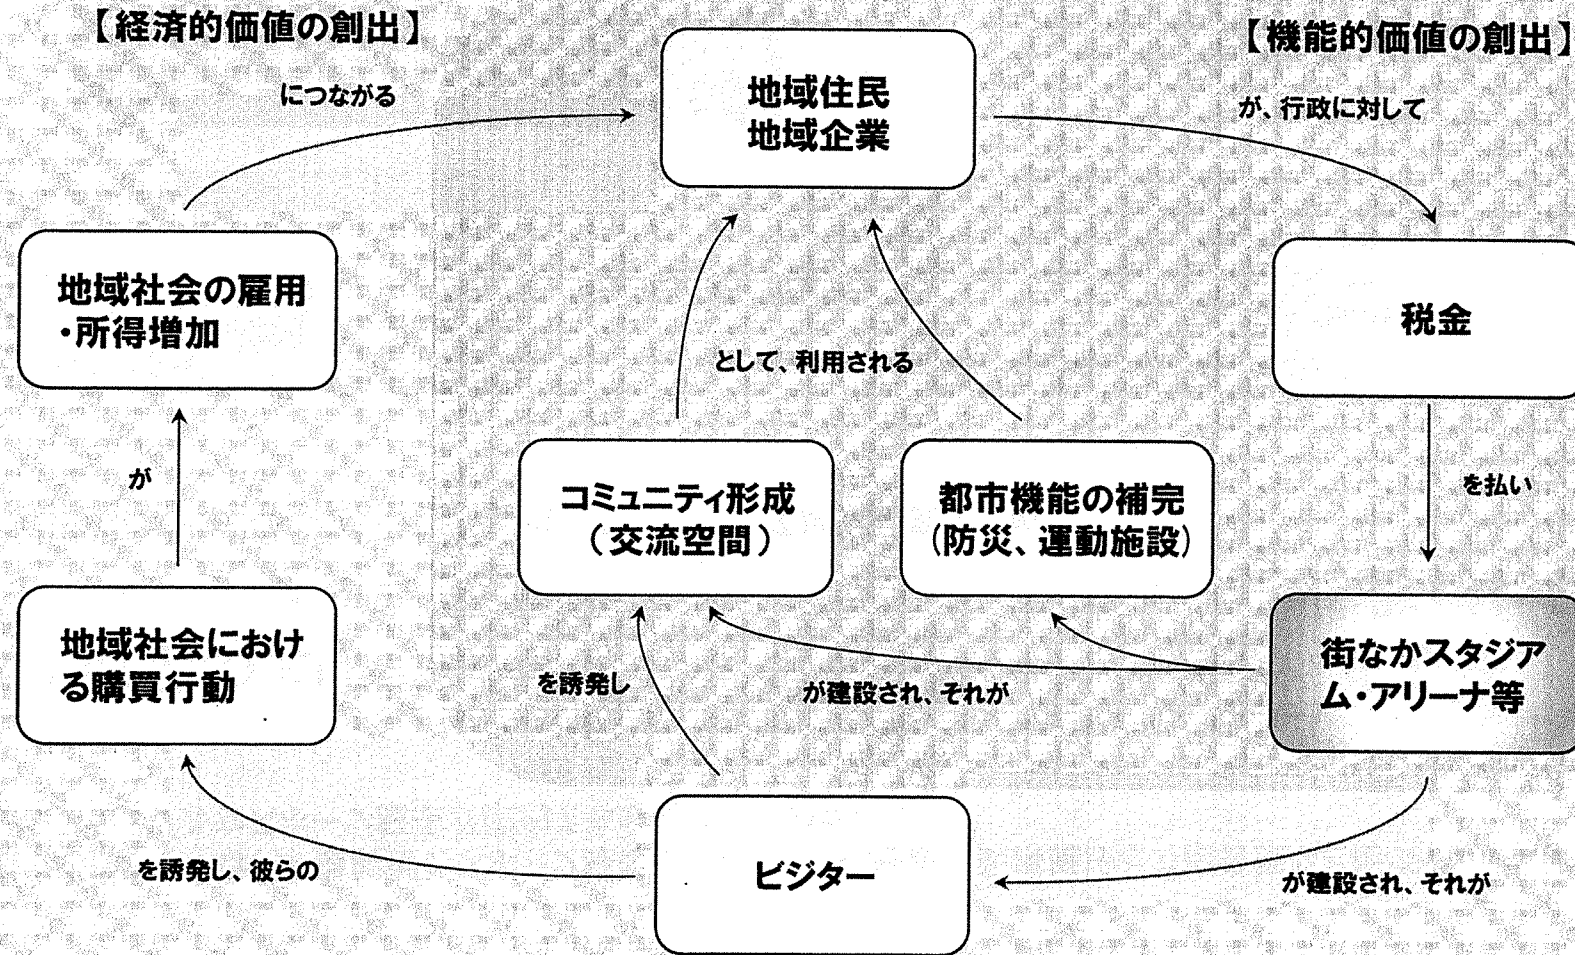 【経済的価値の創出】
【機能的価値の創出】
につながる
地域住民
地域企業
が、行政に対して
地域社会の雇用
・所得増加
税金
として、利用される
が
コミュニティ形成
（交流空間）
都市機能の補完
(防災、運動施設)
を払い
地域社会におけ
る購買行動
を誘発し
が建設され、それが
街なかスタジア
ム・アリーナ等
を誘発し、彼らの
ビジター
が建設され、それが